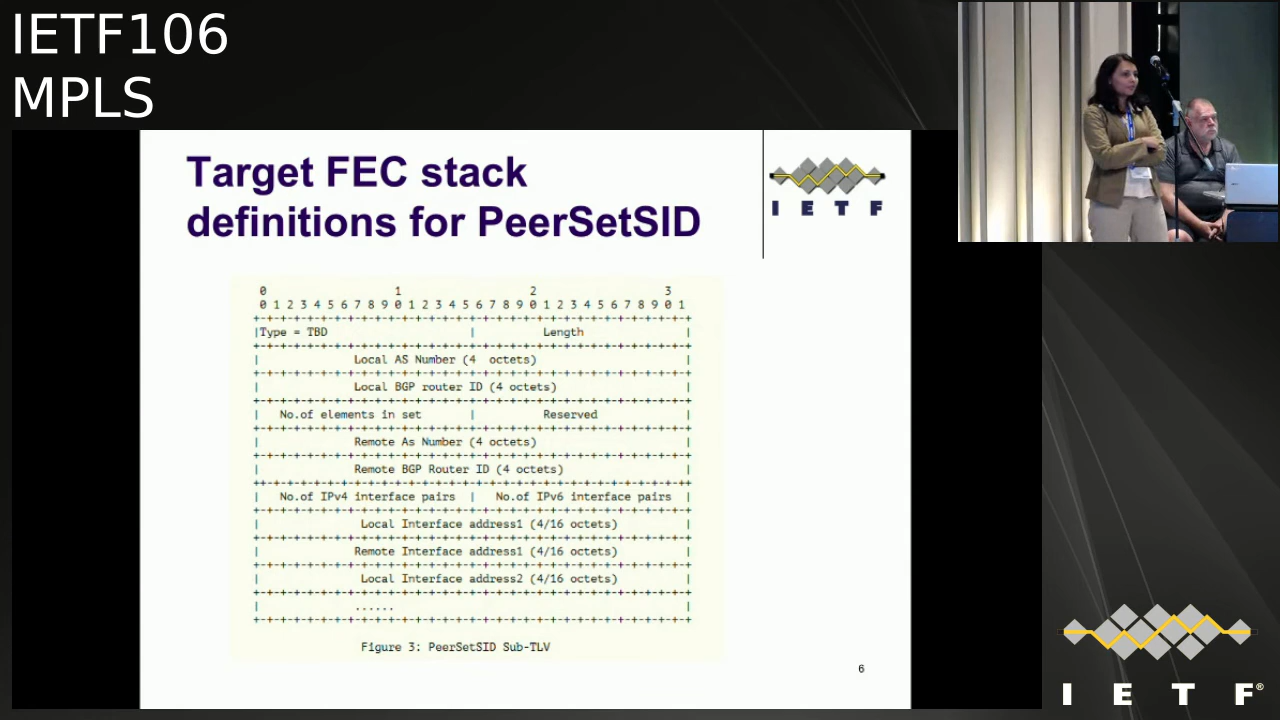 IETF106
MPLS
Target FEC stack
definitions for PeerSetSID
I E T F
0 1 2 3
0 1 2 3 4 5 6 7 8 9 0 1 2 3 4 5 6 7 8 9 0 1 2 3 4 5 6 7 8 9 0 1
+-+-+-+-+-+-+-+-+-+-+-+-+-+-+-+-+-+-+-+-+-+-+-+-+-+-+-+-+-+-+-+-+
|Type = TBD | Length |
+-+-+-+-+-+-+-+-+-+-+-+-+-+-+-+-+-+-+-+-+-+-+-+-+-+-+-+-+-+-+-+-+
| Local AS Number (4 octets) |
+-+-+-+-+-+-+-+-+-+-+-+-+-+-+-+-+-+-+-+-+-+-+-+-+-+-+-+-+-+-+-+-+
| Local BGP router ID (4 octets) |
+-+-+-+-+-+-+-+-+-+-+-+-+-+-+-+-+-+-+-+-+-+-+-+-+-+-+-+-+-+-+-+-+
| No.of elements in set | Reserved |
+-+-+-+-+-+-+-+-+-+-+-+-+-+-+-+-+-+-+-+-+-+-+-+-+-+-+-+-+-+-+-+-+
| Remote As Number (4 octets) |
+-+-+-+-+-+-+-+-+-+-+-+-+-+-+-+-+-+-+-+-+-+-+-+-+-+-+-+-+-+-+-+-+
| Remote BGP Router ID (4 octets) |
++-+-+-+-+-+-+-+-+-+-+-+-+-+-+-+-+-+-+-+-+-+-+-+-+-+-+-+-+-+-+-+-++
| No.of IPv4 interface pairs | No.of IPv6 interface pairs |
+-+-+-+-+-+-+-+-+-+-+-+-+-+-+-+-+-+-+-+-+-+-+-+-+-+-+-+-+-+-+-+-+
| Local Interface address1 (4/16 octets) |
+-+-+-+-+-+-+-+-+-+-+-+-+-+-+-+-+-+-+-+-+-+-+-+-+-+-+-+-+-+-+-+-+
| Remote Interface address1 (4/16 octets) |
+-+-+-+-+-+-+-+-+-+-+-+-+-+-+-+-+-+-+-+-+-+-+-+-+-+-+-+-+-+-+-+-+
| Local Interface address2 (4/16 octets) |
+-+-+-+-+-+-+-+-+-+-+-+-+-+-+-+-+-+-+-+-+-+-+-+-+-+-+-+-+-+-+-+-+
| ...... |
+-+-+-+-+-+-+-+-+-+-+-+-+-+-+-+-+-+-+-+-+-+-+-+-+-+-+-+-+-+-+-+-+
Figure 3: PeerSetSID Sub-TLV
6
I E T F®